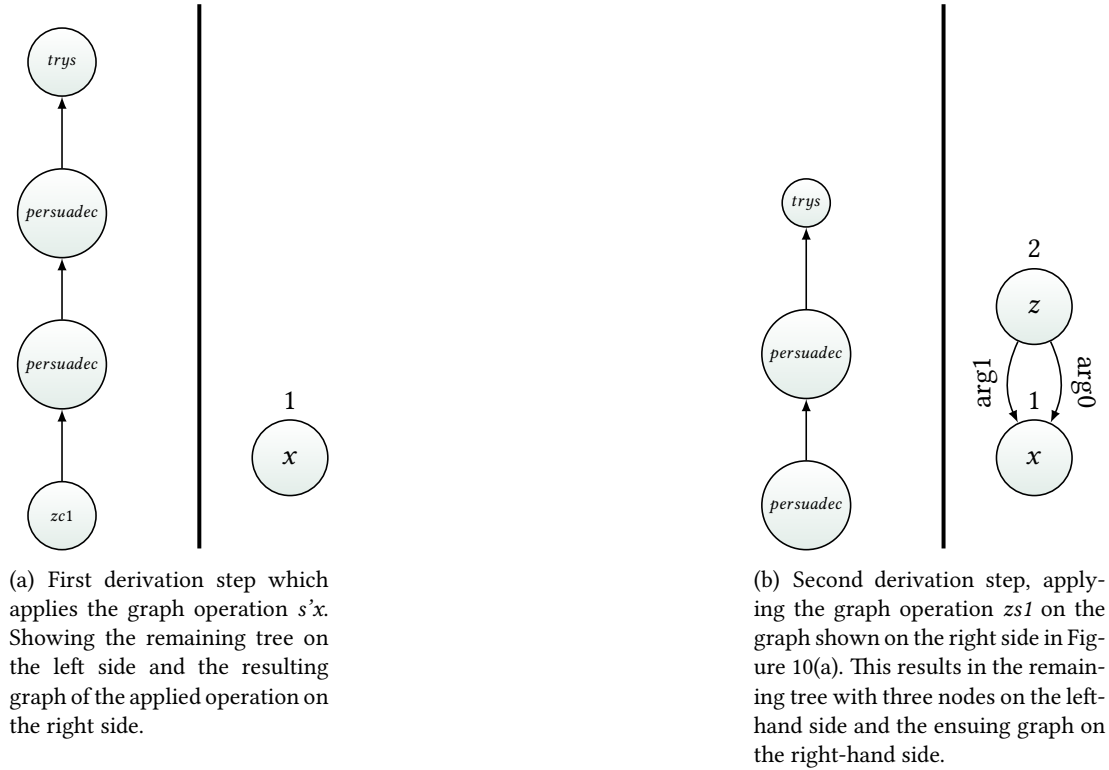 trys
persuadec
persuadec
zc1
1
x
(a) First derivation step which
applies the graph operation s’x.
Showing the remaining tree on
the left side and the resulting
graph of the applied operation on
the right side.
trys
persuadec
persuadec
2
z
arg1
arg0
1
x
(b) Second derivation step, apply-
ing the graph operation zs1 on the
graph shown on the right side in Fig-
ure 10(a). This results in the remain-
ing tree with three nodes on the left-
hand side and the ensuing graph on
the right-hand side.